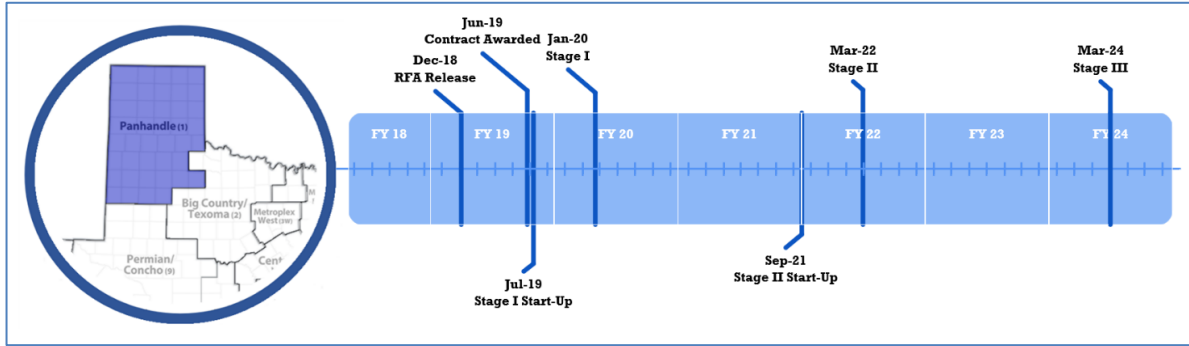 Panhandle (1)
Big Country/
Texoma (2)
Metroplex
West (3W)
Permian/
Concho (9)
Cent
M
Dec-18
RFA Release
Jun-19
Contract Awarded
Jan-20
Stage I
Mar-22
Stage II
Mar-24
Stage III
FY 18
FY 19
FY 20
FY 21
FY 22
FY 23
FY 24
Jul-19
Stage I Start-Up
Sep-21
Stage II Start-Up